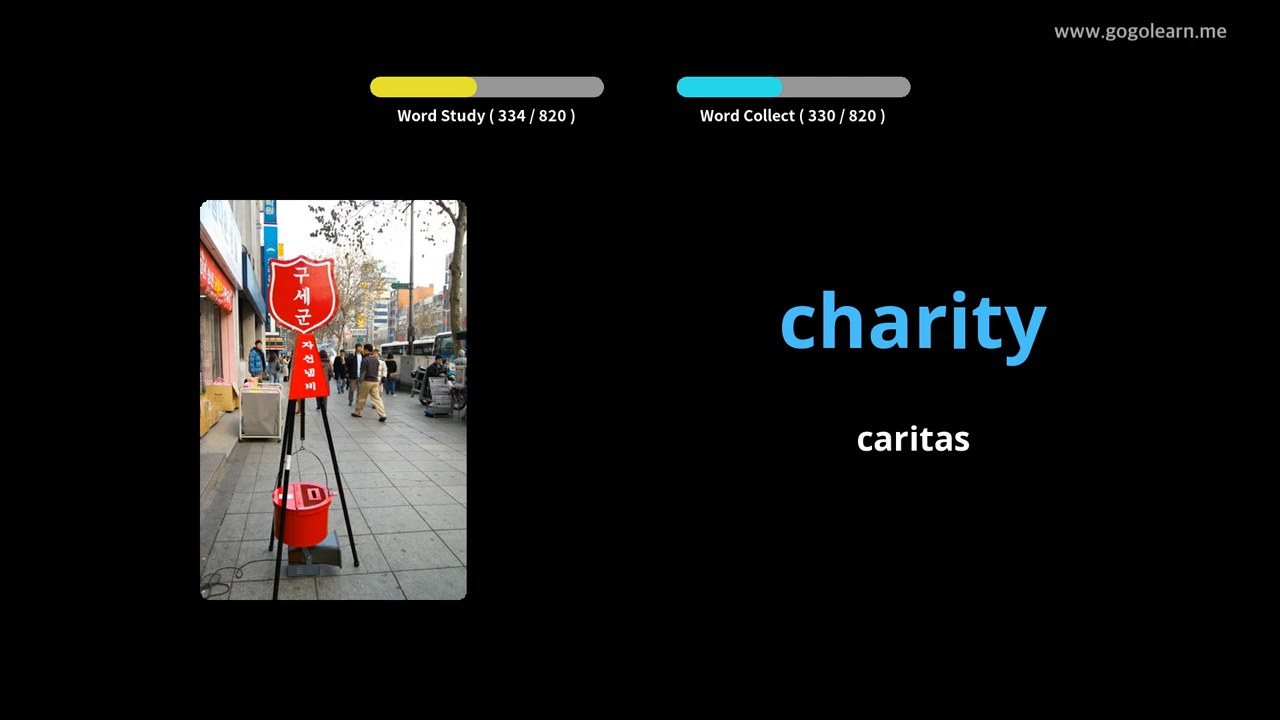 www.gogolearn.me
Word Study ( 334 / 820 )
Word Collect ( 330 / 820 )
구
세
군
자
선
냄
비
charity
caritas